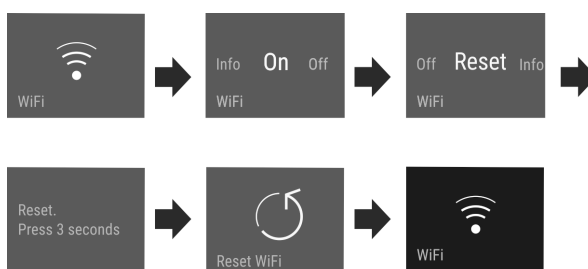 WiFi
Info On Off
WiFi
Off Reset Info
WiFi
Reset.
Press 3 seconds
Reset WiFi
WiFi